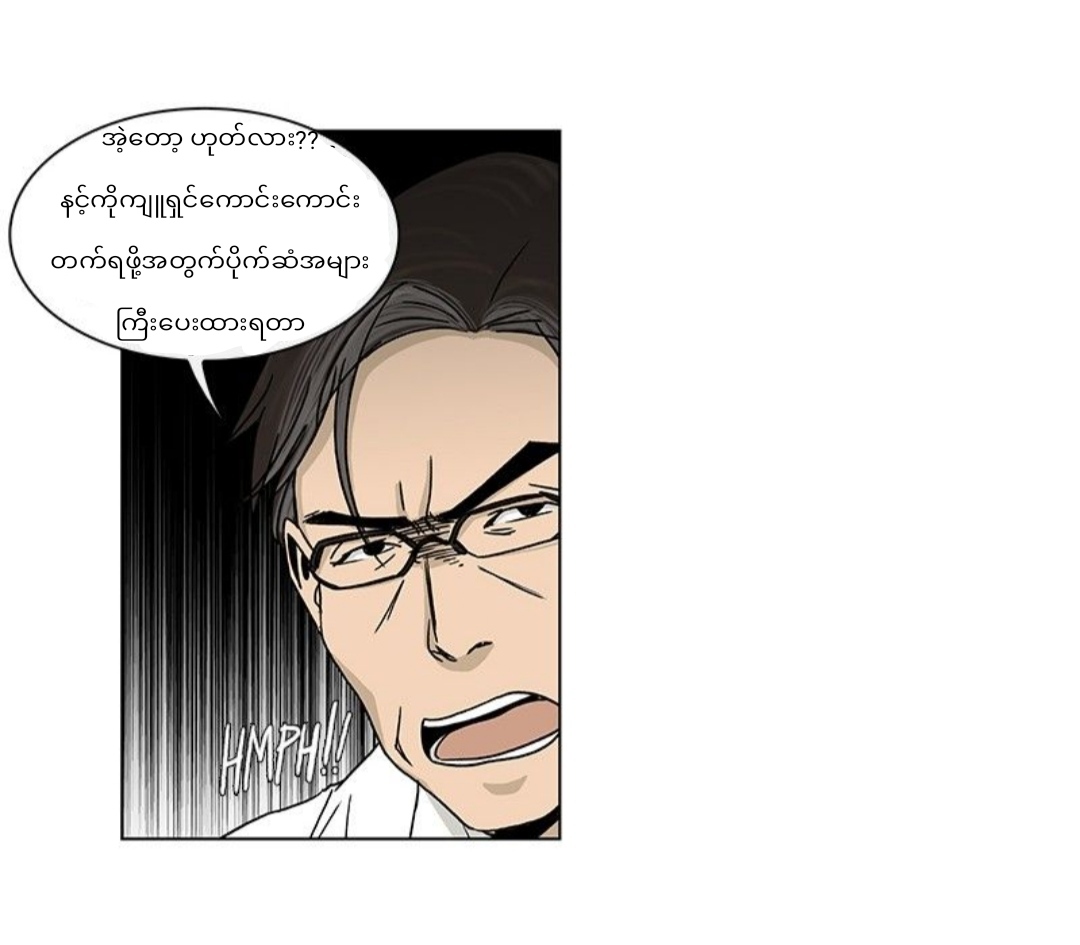 အဲ့တော့ ဟုတ်လား??
နင့်ကိုကျူရှင်ကောင်းကောင်း
တက်ရဖို့အတွက်ပိုက်ဆံအများ
ကြီးပေးထားရတာ
HMPH!!